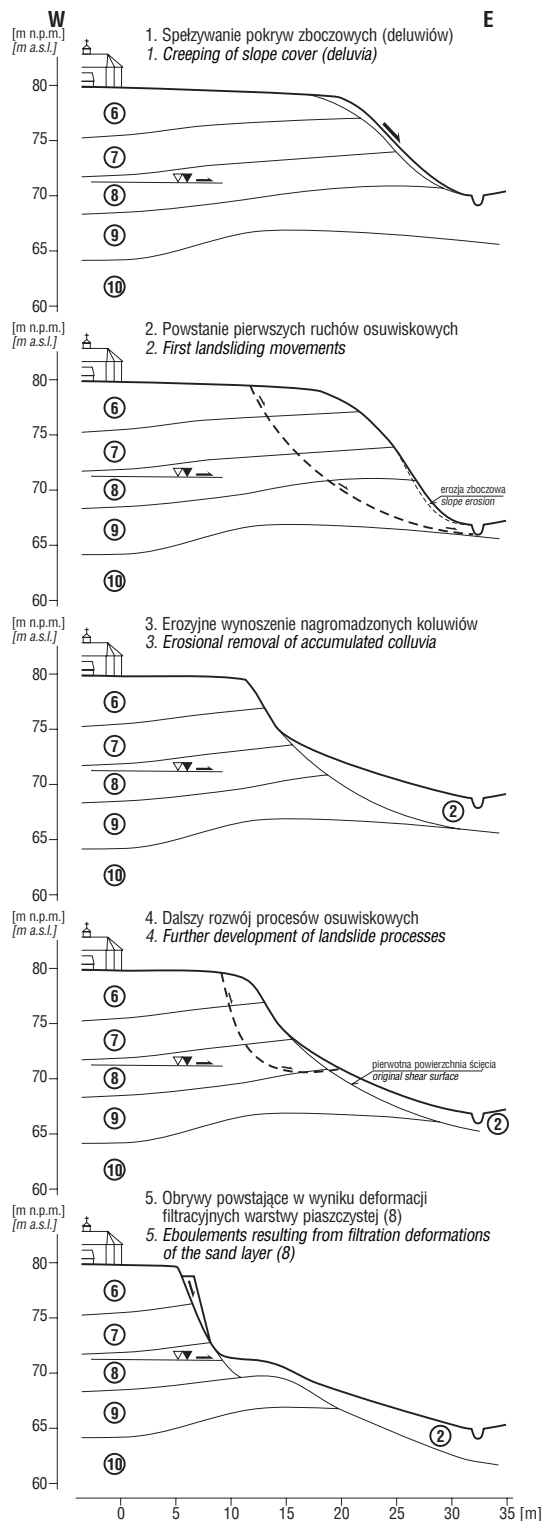 W
E
[m n.p.m.]
[m a.s.l.]
1. Spełzywanie pokryw zboczowych (deluwiów)
1. Creeping of slope cover (deluvia)
80
75
70
65
60
6
7
8
9
10
[m n.p.m.]
[m a.s.l.]
2. Powstanie pierwszych ruchów osuwiskowych
2. First landsliding movements
80
75
70
65
60
6
7
8
9
10
erozja zboczowa
slope erosion
[m n.p.m.]
[m a.s.l.]
3. Erozyjne wynoszenie nagromadzonych koluwiów
3. Erosional removal of accumulated colluvia
80
75
70
65
60
6
7
8
9
10
2
[m n.p.m.]
[m a.s.l.]
4. Dalszy rozwój procesów osuwiskowych
4. Further development of landslide processes
80
75
70
65
60
6
7
8
9
10
pierwotna powierzchnia ścięcia
original shear surface
2
[m n.p.m.]
[m a.s.l.]
5. Obrywy powstające w wyniku deformacji
filtracyjnych warstwy piaszczystej (8)
5. Eboulements resulting from filtration deformations
of the sand layer (8)
80
75
70
65
60
6
7
8
9
10
2
0 5 10 15 20 25 30 35 [m]